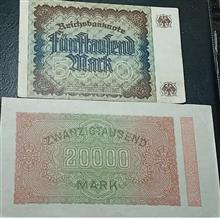 Reichsbanknote
Fünftausend
Mark
ZWANZIGTAUSEND
20000
MARK